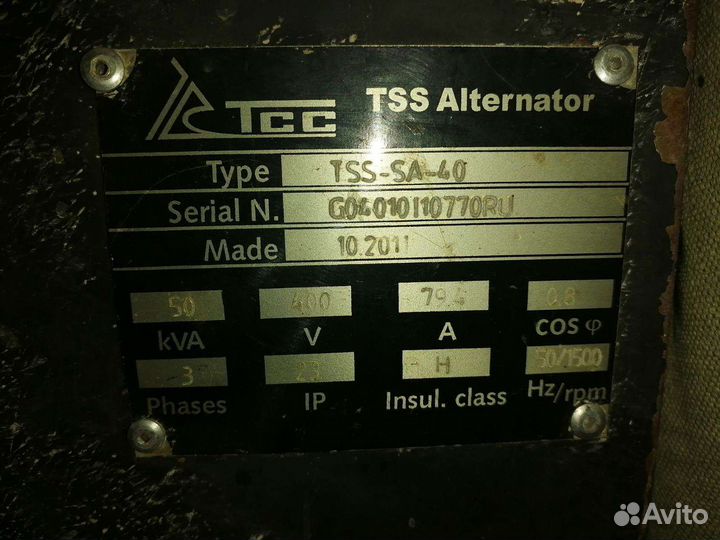 TCC TSS Alternator
Type TSS-SA-40
Serial N. G04010110770RU
Made 10.2011
50 400 79.4 0.8
kVA V A cos φ
3 23 H 50/1500
Phases IP Insul. class Hz/rpm
Avito